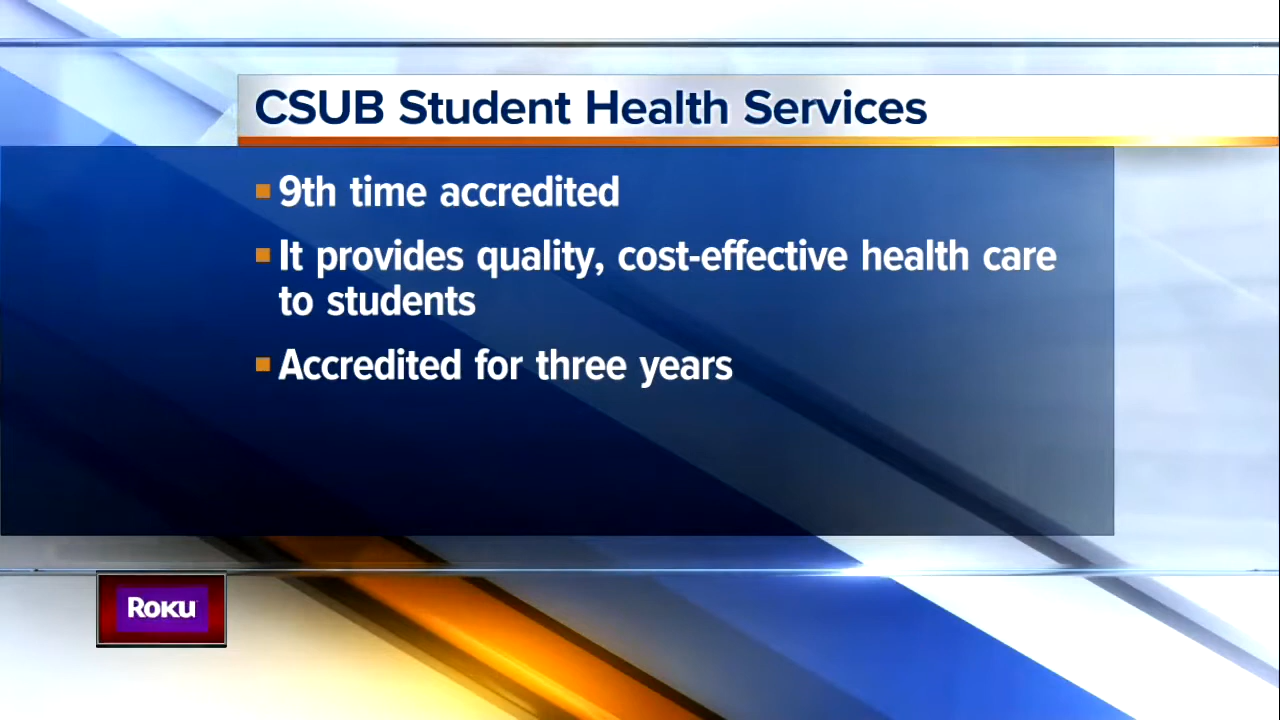 CSUB Student Health Services
9th time accredited
It provides quality, cost-effective health care
to students
Accredited for three years
ROKU